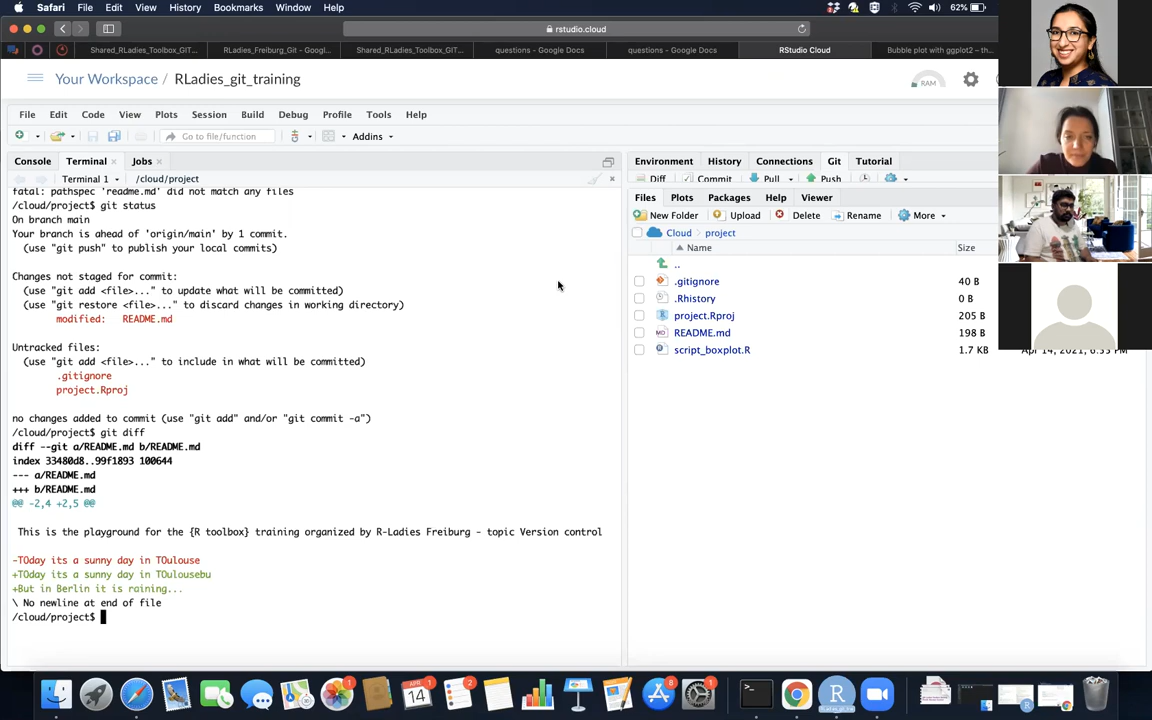 Safari File Edit View History Bookmarks Window Help 62%
rstudio.cloud
Shared_RLadies_Toolbox_GIT... RLadies_Freiburg_Git - Googl... Shared_RLadies_Toolbox_GIT... questions - Google Docs questions - Google Docs RStudio Cloud Bubble plot with ggplot2 – th...
Your Workspace / RLadies_git_training RAM
File Edit Code View Plots Session Build Debug Profile Tools Help
Go to file/function Addins
Console Terminal Jobs
Environment History Connections Git Tutorial
Terminal 1 /cloud/project
Diff Commit Pull Push
fatal: pathspec 'readme.md' did not match any files
/cloud/project$ git status
On branch main
Your branch is ahead of 'origin/main' by 1 commit.
(use "git push" to publish your local commits)
Changes not staged for commit:
(use "git add <file>..." to update what will be committed)
(use "git restore <file>..." to discard changes in working directory)
modified: README.md
Untracked files:
(use "git add <file>..." to include in what will be committed)
.gitignore
project.Rproj
no changes added to commit (use "git add" and/or "git commit -a")
/cloud/project$ git diff
diff --git a/README.md b/README.md
index 33480d8..99f1893 100644
--- a/README.md
+++ b/README.md
@@ -2,4 +2,5 @@
This is the playground for the {R toolbox} training organized by R-Ladies Freiburg - topic Version control
-TOday its a sunny day in TOulouse
+TOday its a sunny day in TOulousebu
+But in Berlin it is raining...
\ No newline at end of file
/cloud/project$
Files Plots Packages Help Viewer
New Folder Upload Delete Rename More
Cloud project
Name Size
..
.gitignore 40 B
.Rhistory 0 B
project.Rproj 205 B
README.md 198 B
script_boxplot.R 1.7 KB
APR 14 1 2 8 1